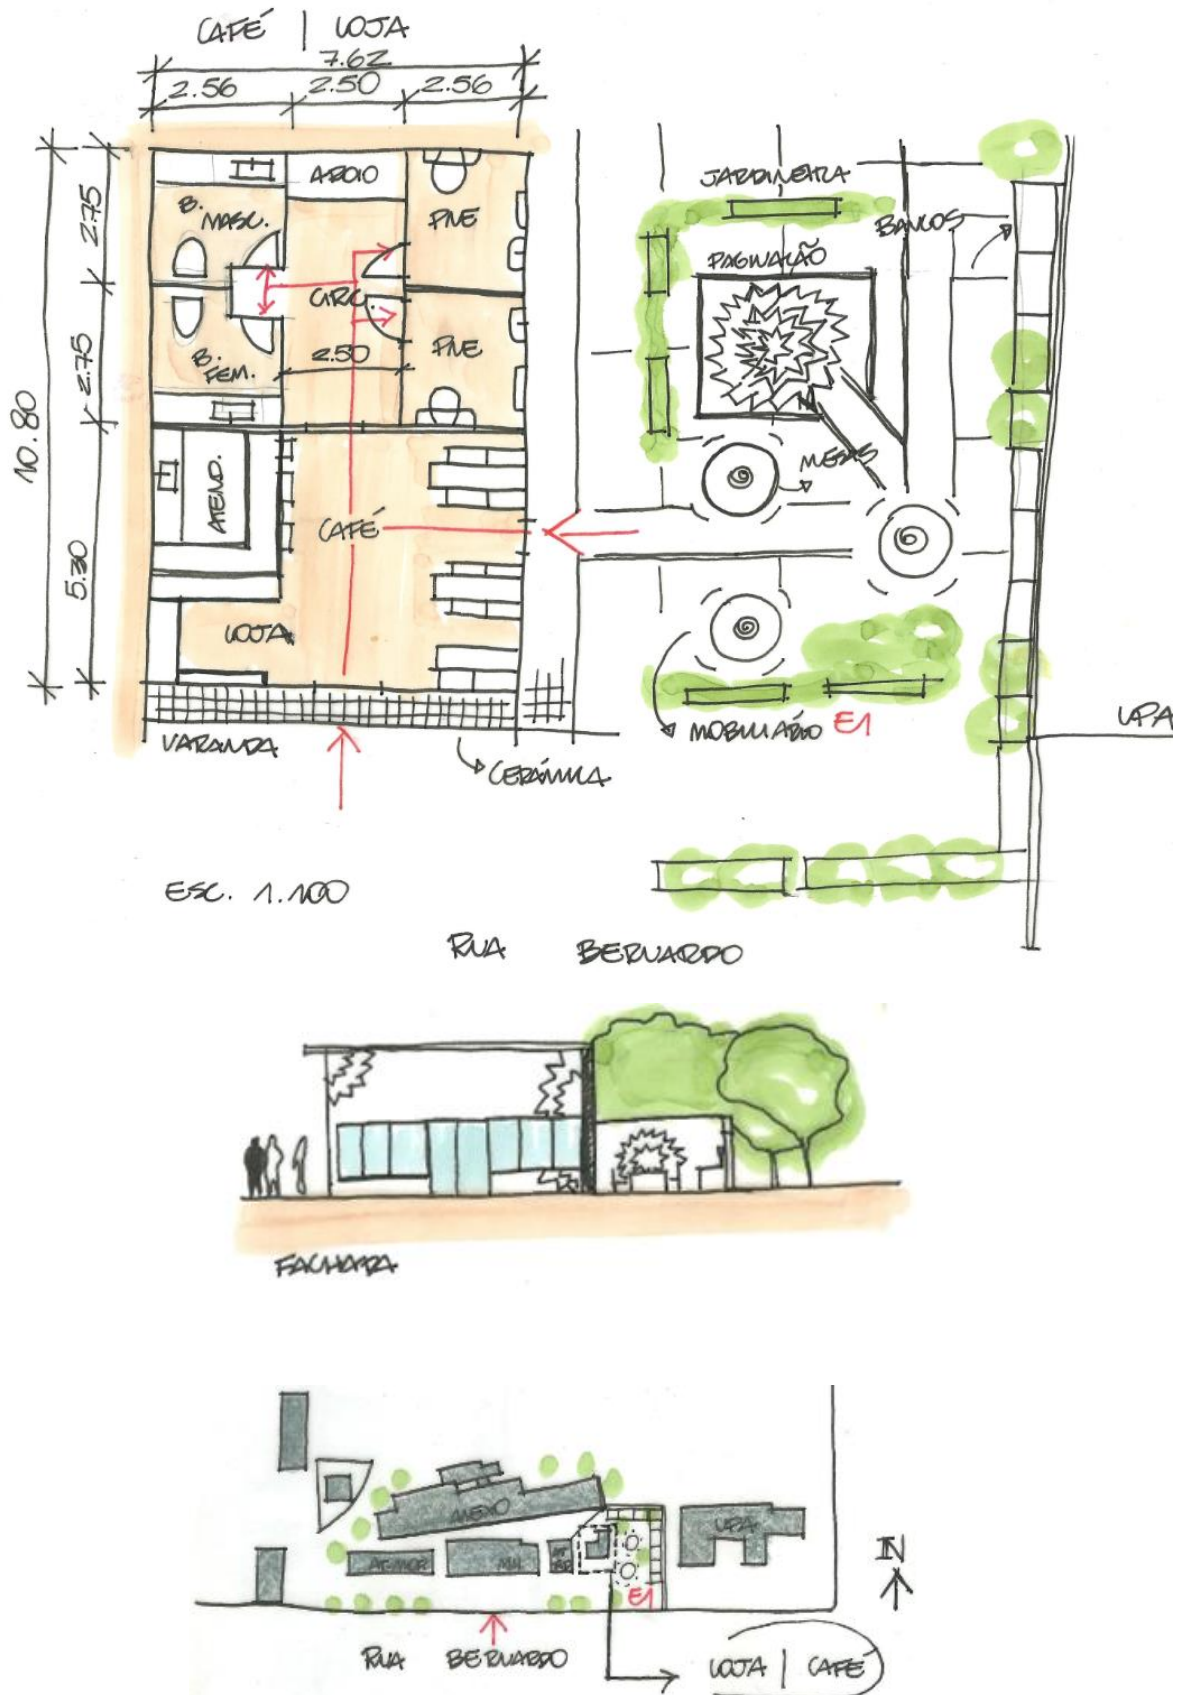 CAFÉ | LOJA
7.62
2.56 2.50 2.56
10.80
2.75
2.75
5.30
APOIO
B. MASC.
PNE
CIRC.
2.50
B. FEM.
PNE
ATEND.
CAFÉ
LOJA
VARANDA
CERÂMICA
JARDINEIRA
BANCOS
PAGINAÇÃO
MESAS
MOBILIÁRIO E1
UPA
ESC. 1.100
RUA BERNARDO
FACHADA
ANEXO
UPA
N
E1
RUA BERNARDO
LOJA | CAFÉ